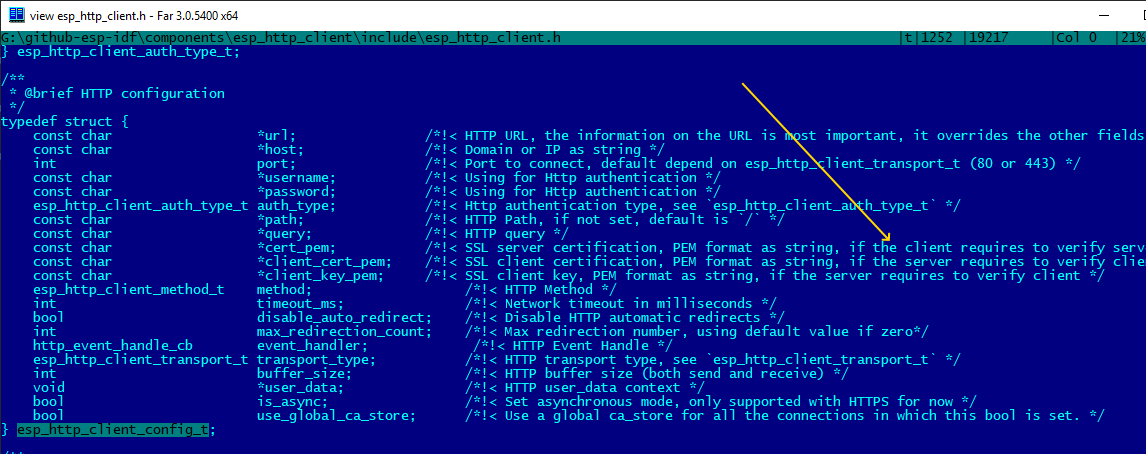 view esp_http_client.h - Far 3.0.5400 x64
G:\github-esp-idf\components\esp_http_client\include\esp_http_client.h |t|1252 |19217 |Col 0 |21%
} esp_http_client_auth_type_t;
/**
* @brief HTTP configuration
*/
typedef struct {
const char *url; /*!< HTTP URL, the information on the URL is most important, it overrides the other fields
const char *host; /*!< Domain or IP as string */
int port; /*!< Port to connect, default depend on esp_http_client_transport_t (80 or 443) */
const char *username; /*!< Using for Http authentication */
const char *password; /*!< Using for Http authentication */
esp_http_client_auth_type_t auth_type; /*!< Http authentication type, see `esp_http_client_auth_type_t` */
const char *path; /*!< HTTP Path, if not set, default is `/` */
const char *query; /*!< HTTP query */
const char *cert_pem; /*!< SSL server certification, PEM format as string, if the client requires to verify serv
const char *client_cert_pem; /*!< SSL client certification, PEM format as string, if the server requires to verify clie
const char *client_key_pem; /*!< SSL client key, PEM format as string, if the server requires to verify client */
esp_http_client_method_t method; /*!< HTTP Method */
int timeout_ms; /*!< Network timeout in milliseconds */
bool disable_auto_redirect; /*!< Disable HTTP automatic redirects */
int max_redirection_count; /*!< Max redirection number, using default value if zero*/
http_event_handle_cb event_handler; /*!< HTTP Event Handle */
esp_http_client_transport_t transport_type; /*!< HTTP transport type, see `esp_http_client_transport_t` */
int buffer_size; /*!< HTTP buffer size (both send and receive) */
void *user_data; /*!< HTTP user_data context */
bool is_async; /*!< Set asynchronous mode, only supported with HTTPS for now */
bool use_global_ca_store; /*!< Use a global ca_store for all the connections in which this bool is set. */
} esp_http_client_config_t;
/**